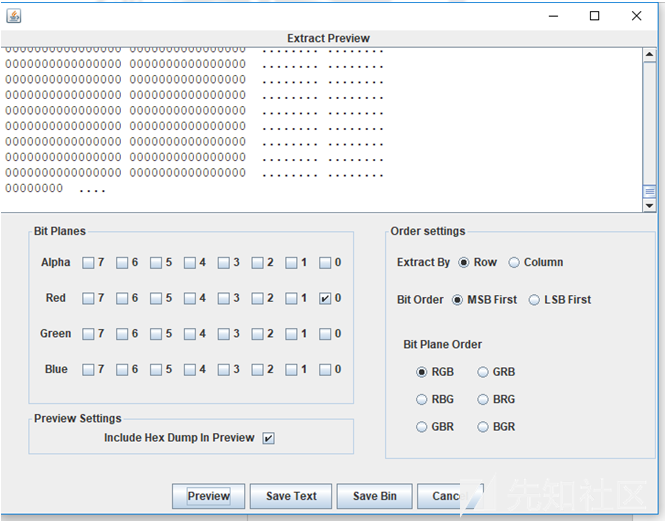 Extract Preview
0000000000000000 0000000000000000 ........ ........
0000000000000000 0000000000000000 ........ ........
0000000000000000 0000000000000000 ........ ........
0000000000000000 0000000000000000 ........ ........
0000000000000000 0000000000000000 ........ ........
0000000000000000 0000000000000000 ........ ........
0000000000000000 0000000000000000 ........ ........
0000000000000000 0000000000000000 ........ ........
0000000000000000 0000000000000000 ........ ........
00000000 ....
Bit Planes
Alpha 7 6 5 4 3 2 1 0
Red 7 6 5 4 3 2 1 0
Green 7 6 5 4 3 2 1 0
Blue 7 6 5 4 3 2 1 0
Preview Settings
Include Hex Dump In Preview
Order settings
Extract By Row Column
Bit Order MSB First LSB First
Bit Plane Order
RGB GRB
RBG BRG
GBR BGR
Preview Save Text Save Bin Canc
先知社区